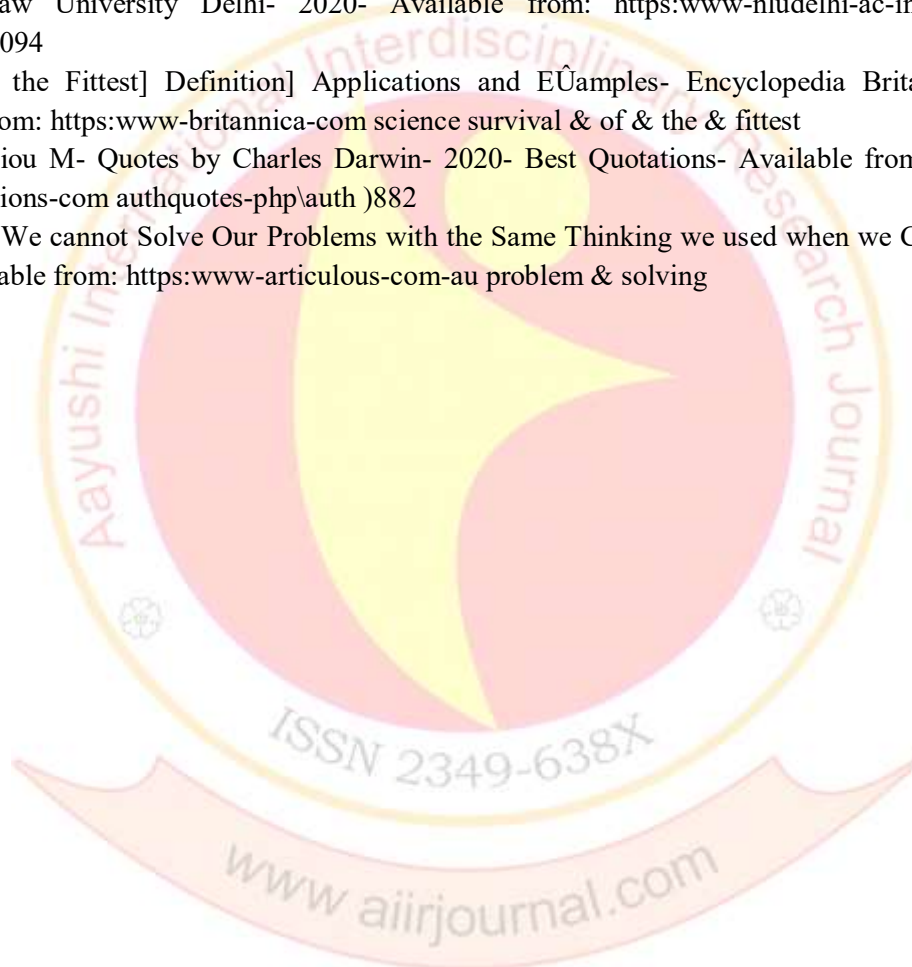 aw University Delhi- 2020- Available from: https:www-nludelhi-ac-in
094
the Fittest] Definition] Applications and EÛamples- Encyclopedia Brita
om: https:www-britannica-com science survival & of & the & fittest
iou M- Quotes by Charles Darwin- 2020- Best Quotations- Available from
ions-com authquotes-php\auth )882
We cannot Solve Our Problems with the Same Thinking we used when we C
able from: https:www-articulous-com-au problem & solving
Aayushi International Interdisciplinary Research Journal
ISSN 2349-638X
www aiirjournal.com